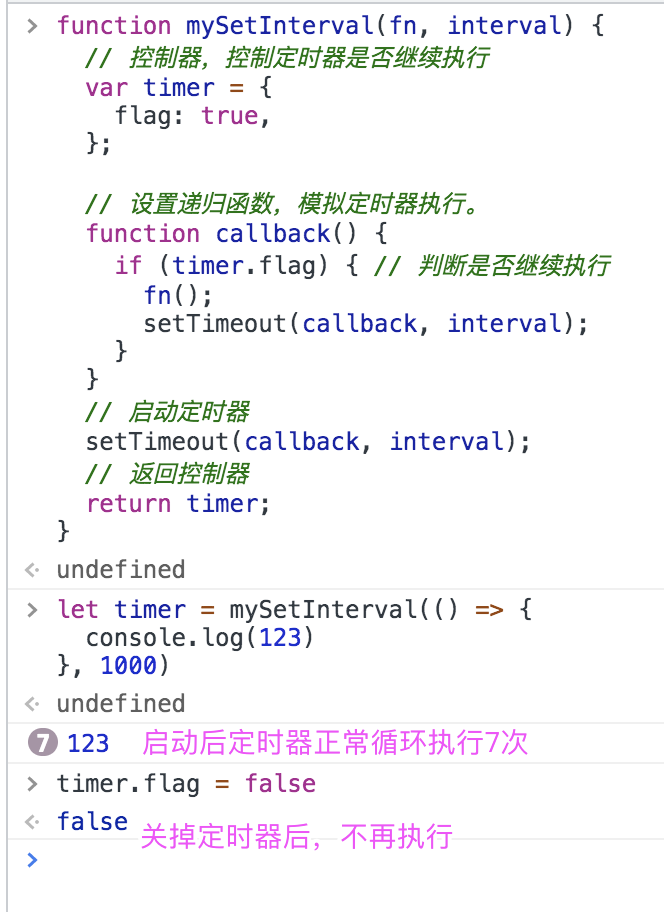 > function mySetInterval(fn, interval) {
// 控制器，控制定时器是否继续执行
var timer = {
flag: true,
};
// 设置递归函数，模拟定时器执行。
function callback() {
if (timer.flag) { // 判断是否继续执行
fn();
setTimeout(callback, interval);
}
}
// 启动定时器
setTimeout(callback, interval);
// 返回控制器
return timer;
}
undefined
> let timer = mySetInterval(() => {
console.log(123)
}, 1000)
undefined
7 123 启动后定时器正常循环执行7次
> timer.flag = false
false
关掉定时器后，不再执行
>